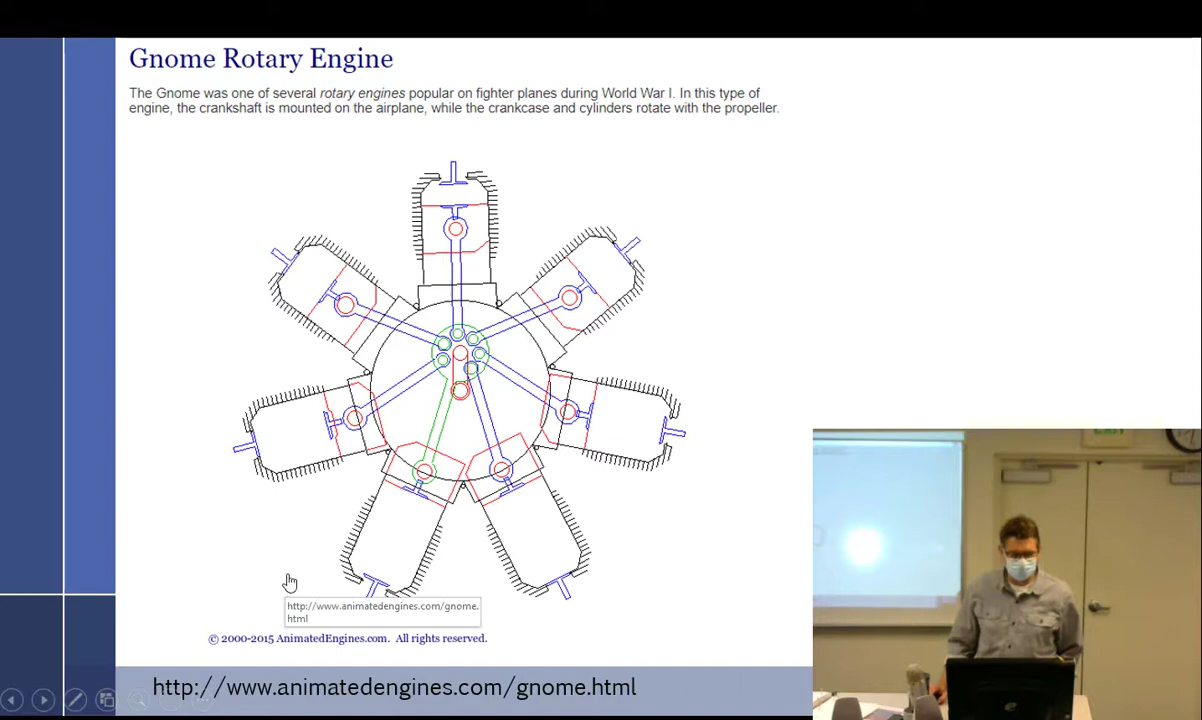 Gnome Rotary Engine
The Gnome was one of several rotary engines popular on fighter planes during World War I. In this type of
engine, the crankshaft is mounted on the airplane, while the crankcase and cylinders rotate with the propeller.
http://www.animatedengines.com/gnome.
html
© 2000-2015 AnimatedEngines.com. All rights reserved.
http://www.animatedengines.com/gnome.html